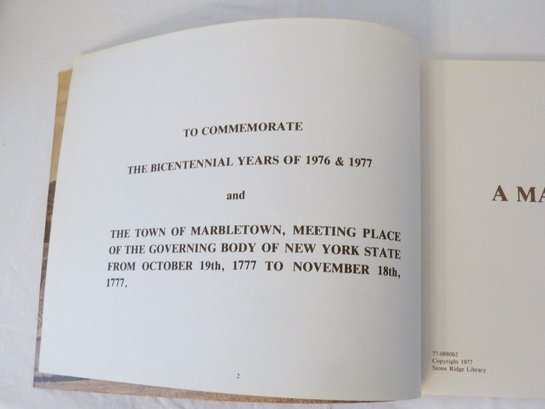 TO COMMEMORATE
THE BICENTENNIAL YEARS OF 1976 & 1977
and
THE TOWN OF MARBLETOWN, MEETING PLACE
OF THE GOVERNING BODY OF NEW YORK STATE
FROM OCTOBER 19th, 1777 TO NOVEMBER 18th,
1777.
2
A MA
77-088062
Copyright 1977
Stone Ridge Library